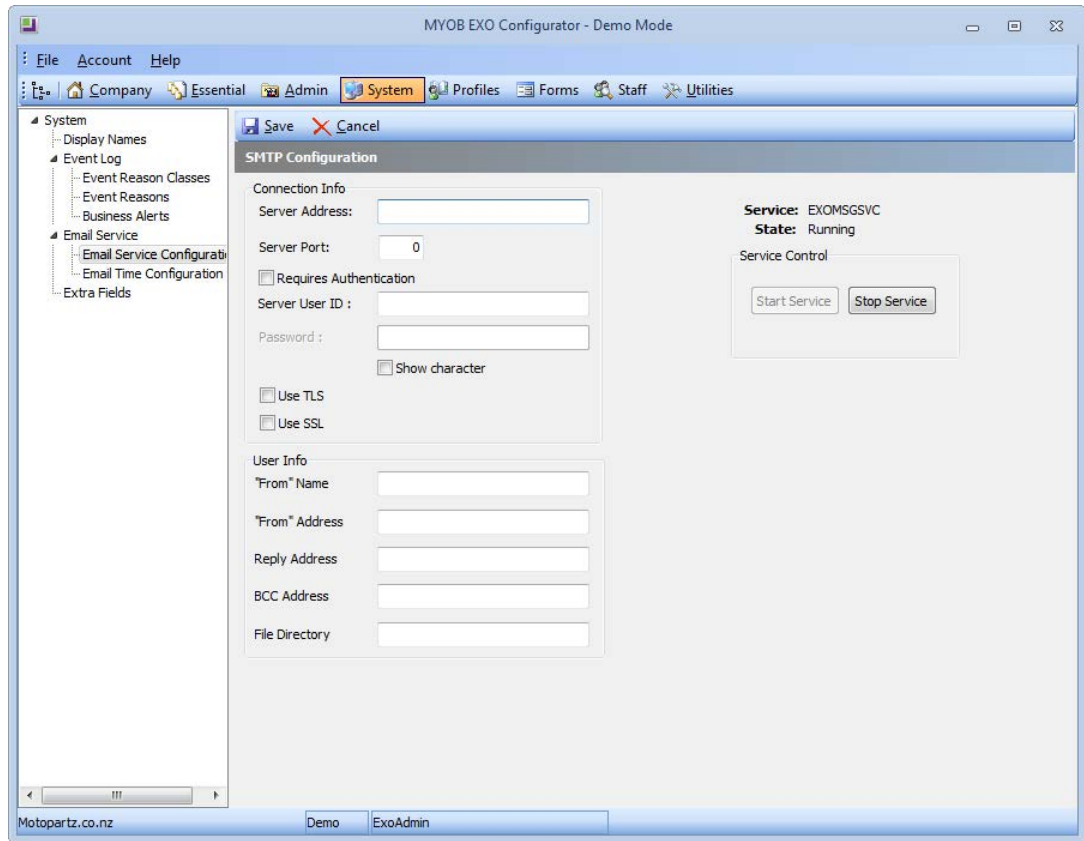 MYOB EXO Configurator - Demo Mode
File Account Help
Company Essential Admin System Profiles Forms Staff Utilities
System
Display Names
Event Log
Event Reason Classes
Event Reasons
Business Alerts
Email Service
Email Service Configurati
Email Time Configuration
Extra Fields
Save Cancel
SMTP Configuration
Connection Info
Server Address:
Server Port: 0
Requires Authentication
Server User ID :
Password :
Show character
Use TLS
Use SSL
Service: EXOMSGSVC
State: Running
Service Control
Start Service Stop Service
User Info
"From" Name
"From" Address
Reply Address
BCC Address
File Directory
Motopartz.co.nz Demo ExoAdmin